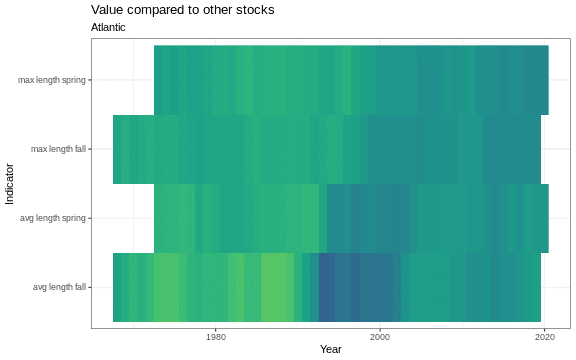 Value compared to other stocks
Atlantic
max length spring
max length fall
avg length spring
avg length fall
Indicator
1980
2000
2020
Year